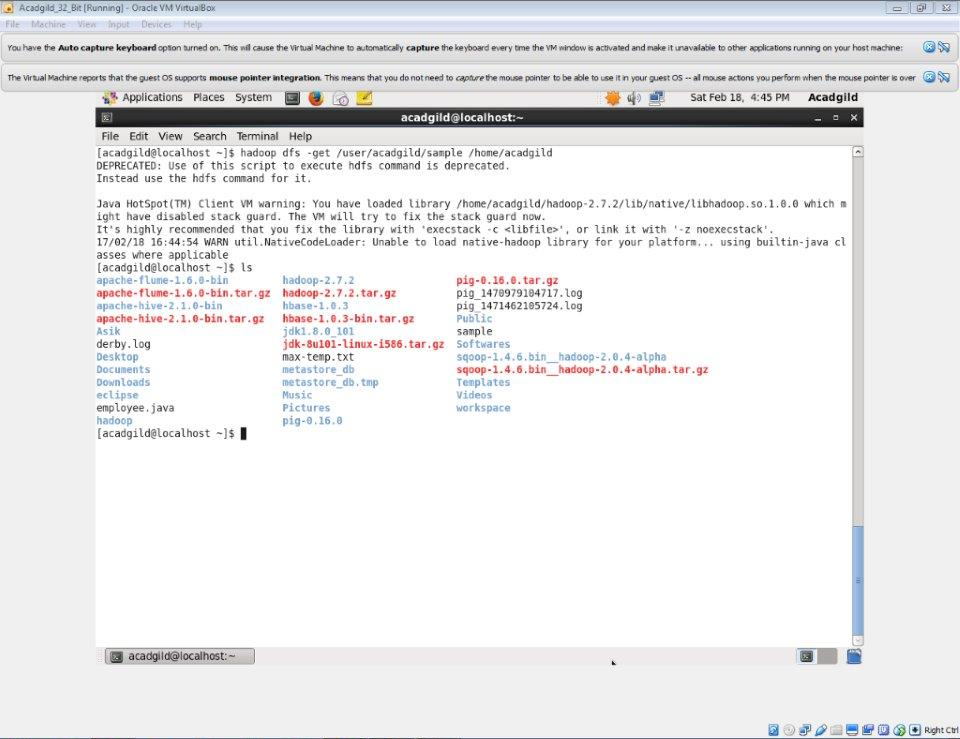 Acadgild_32_Bit [Running] - Oracle VM VirtualBox
File Machine View Input Devices Help
You have the Auto capture keyboard option turned on. This will cause the Virtual Machine to automatically capture the keyboard every time the VM window is activated and make it unavailable to other applications running on your host machine:
The Virtual Machine reports that the guest OS supports mouse pointer integration. This means that you do not need to capture the mouse pointer to be able to use it in your guest OS -- all mouse actions you perform when the mouse pointer is over
Applications Places System Sat Feb 18, 4:45 PM Acadgild
acadgild@localhost:~
File Edit View Search Terminal Help
[acadgild@localhost ~]$ hadoop dfs -get /user/acadgild/sample /home/acadgild
DEPRECATED: Use of this script to execute hdfs command is deprecated.
Instead use the hdfs command for it.
Java HotSpot(TM) Client VM warning: You have loaded library /home/acadgild/hadoop-2.7.2/lib/native/libhadoop.so.1.0.0 which m
ight have disabled stack guard. The VM will try to fix the stack guard now.
It's highly recommended that you fix the library with 'execstack -c <libfile>', or link it with '-z noexecstack'.
17/02/18 16:44:54 WARN util.NativeCodeLoader: Unable to load native-hadoop library for your platform... using builtin-java cl
asses where applicable
[acadgild@localhost ~]$ ls
apache-flume-1.6.0-bin hadoop-2.7.2 pig-0.16.0.tar.gz
apache-flume-1.6.0-bin.tar.gz hadoop-2.7.2.tar.gz pig_1470979104717.log
apache-hive-2.1.0-bin hbase-1.0.3 pig_1471462105724.log
apache-hive-2.1.0-bin.tar.gz hbase-1.0.3-bin.tar.gz Public
Asik jdk1.8.0_101 sample
derby.log jdk-8u101-linux-i586.tar.gz Softwares
Desktop max-temp.txt sqoop-1.4.6.bin__hadoop-2.0.4-alpha
Documents metastore_db sqoop-1.4.6.bin__hadoop-2.0.4-alpha.tar.gz
Downloads metastore_db.tmp Templates
eclipse Music Videos
employee.java Pictures workspace
hadoop pig-0.16.0
[acadgild@localhost ~]$
acadgild@localhost:~
Right Ctrl